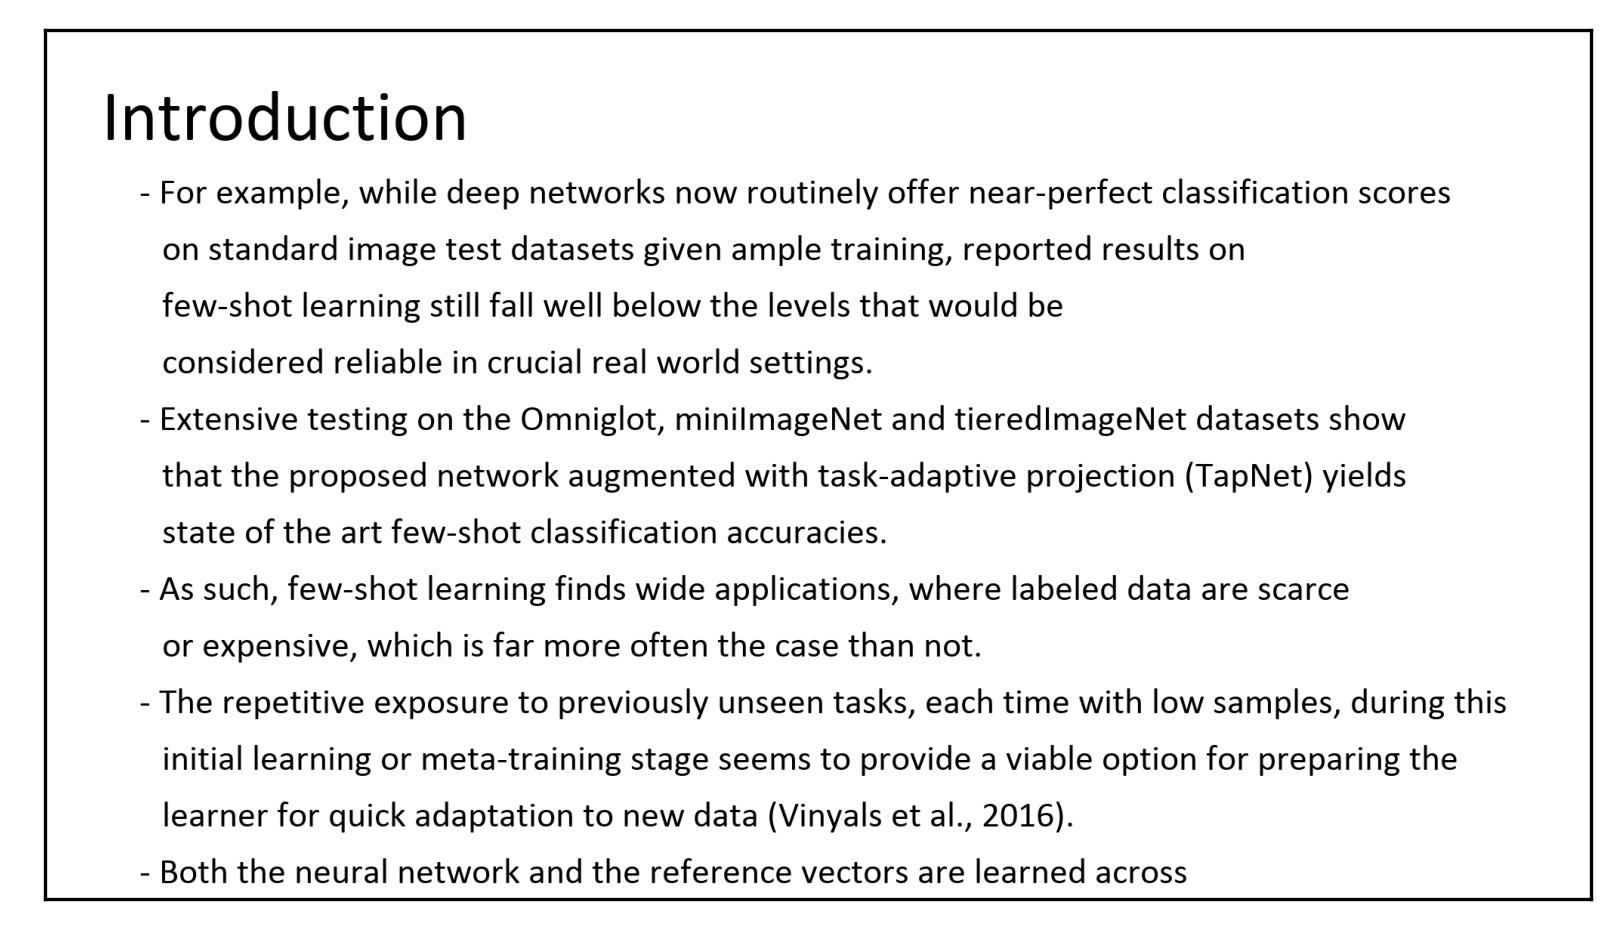 Introduction
- For example, while deep networks now routinely offer near-perfect classification scores
on standard image test datasets given ample training, reported results on
few-shot learning still fall well below the levels that would be
considered reliable in crucial real world settings.
- Extensive testing on the Omniglot, miniImageNet and tieredImageNet datasets show
that the proposed network augmented with task-adaptive projection (TapNet) yields
state of the art few-shot classification accuracies.
- As such, few-shot learning finds wide applications, where labeled data are scarce
or expensive, which is far more often the case than not.
- The repetitive exposure to previously unseen tasks, each time with low samples, during this
initial learning or meta-training stage seems to provide a viable option for preparing the
learner for quick adaptation to new data (Vinyals et al., 2016).
- Both the neural network and the reference vectors are learned across